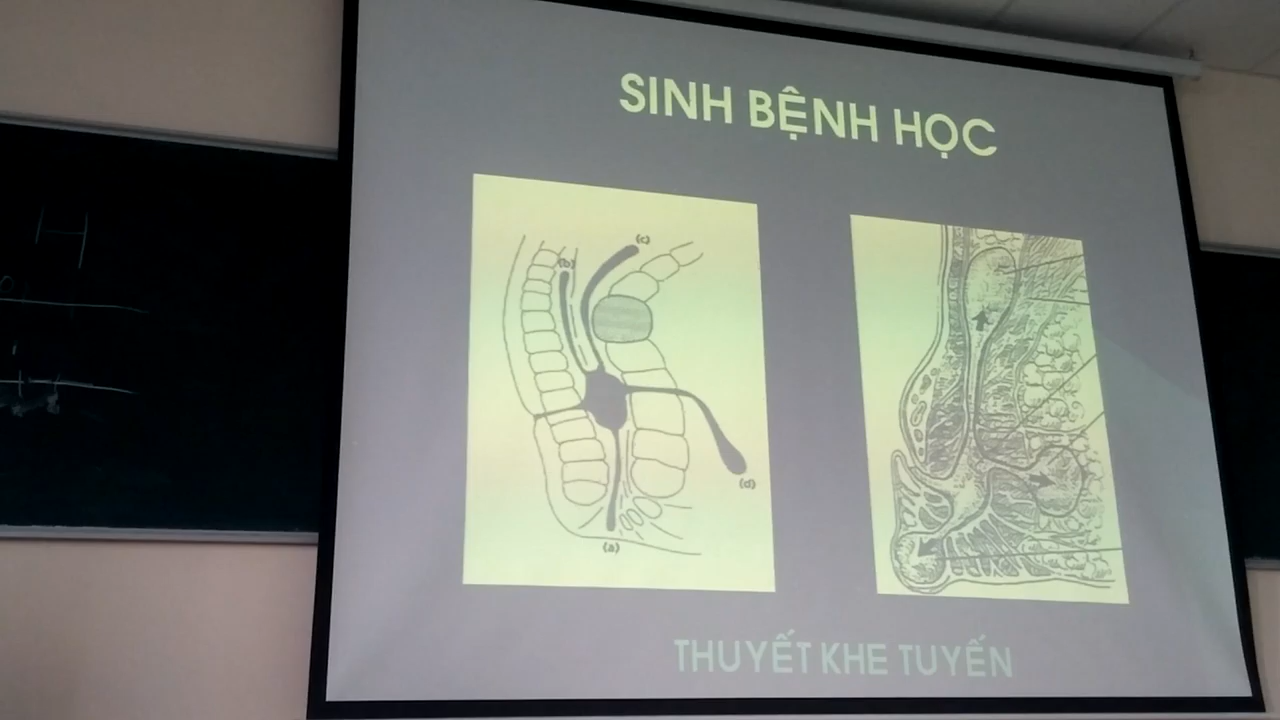 SINH BỆNH HỌC
(c)
(b)
(d)
(a)
THUYẾT KHE TUYẾN